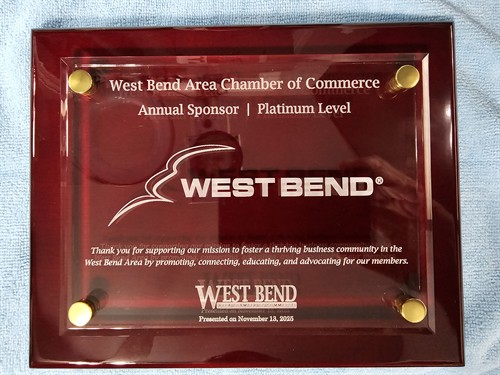 West Bend Area Chamber of Commerce
Annual Sponsor | Platinum Level
WEST BEND®
Thank you for supporting our mission to foster a thriving business community in the
West Bend Area by promoting, connecting, educating, and advocating for our members.
WEST BEND
Presented on November 13, 2025